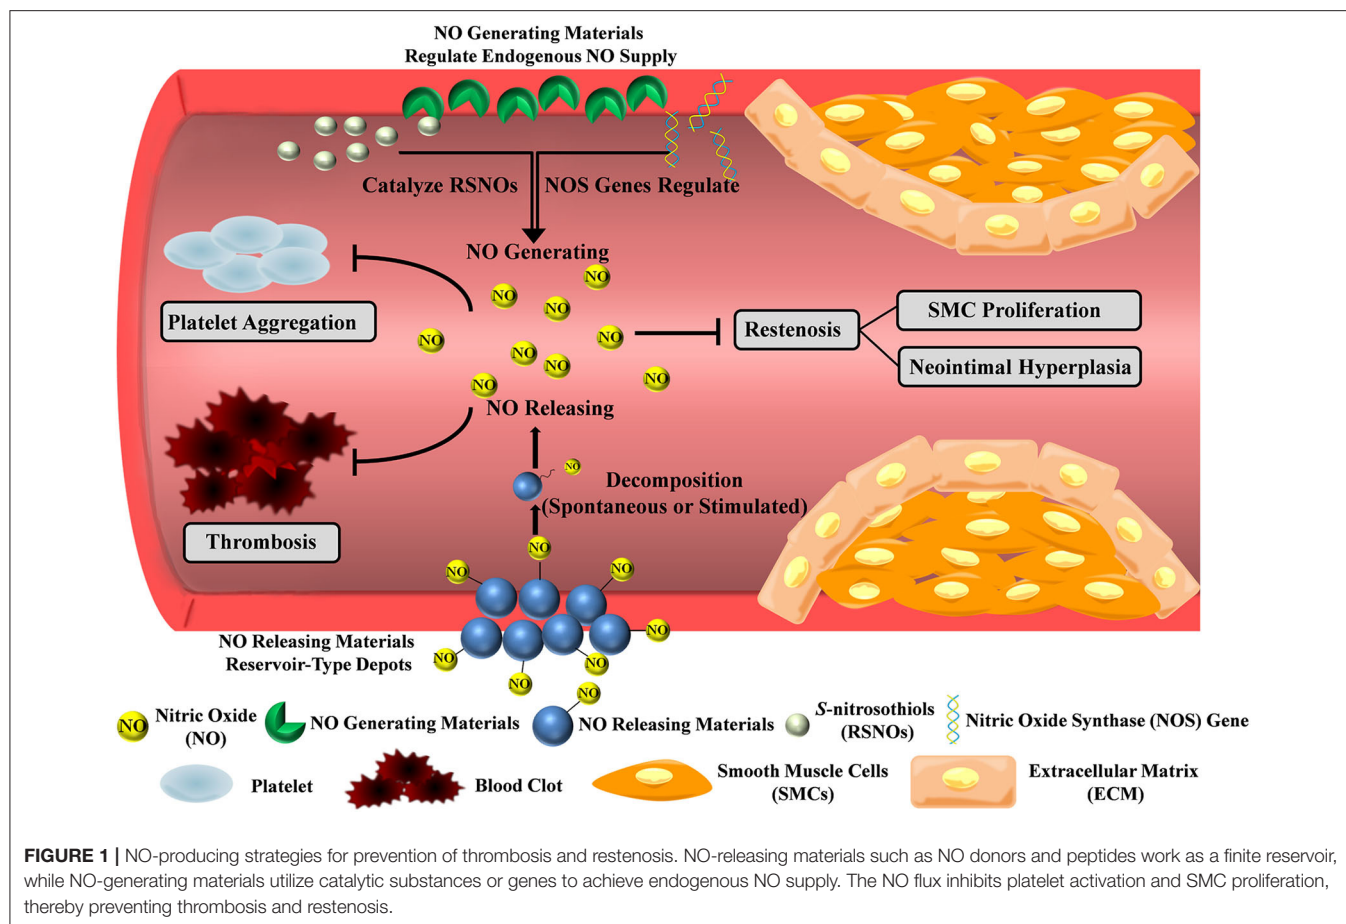 NO Generating Materials
Regulate Endogenous NO Supply
Catalyze RSNOs
NOS Genes Regulate
NO Generating
NO
NO
NO
NO
NO
NO
NO
NO
NO
Platelet Aggregation
Restenosis
SMC Proliferation
Neointimal Hyperplasia
NO Releasing
NO
Decomposition
(Spontaneous or Stimulated)
Thrombosis
NO
NO
NO
NO
NO
NO
NO
NO Releasing Materials
Reservoir-Type Depots
NO
Nitric Oxide
(NO)
NO Generating Materials
NO
NO Releasing Materials
S-nitrosothiols
(RSNOs)
Nitric Oxide Synthase (NOS) Gene
Platelet
Blood Clot
Smooth Muscle Cells
(SMCs)
Extracellular Matrix
(ECM)
FIGURE 1 | NO-producing strategies for prevention of thrombosis and restenosis. NO-releasing materials such as NO donors and peptides work as a finite reservoir,
while NO-generating materials utilize catalytic substances or genes to achieve endogenous NO supply. The NO flux inhibits platelet activation and SMC proliferation,
thereby preventing thrombosis and restenosis.